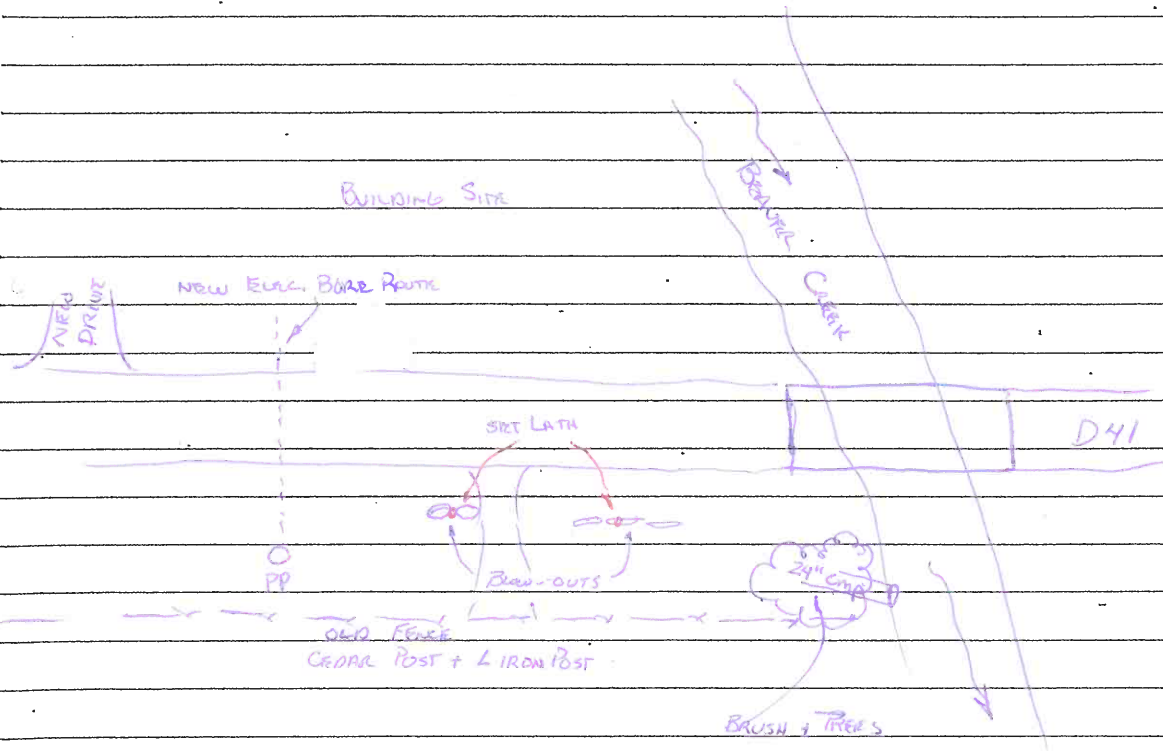 BUILDING SITE
BEAVER
CREEK
NEW ELEC. BORE ROUTE
NEW
DRIVE
SET LATH
D41
PP
BLOW-OUTS
24" CMP
OLD FENCE
CEDAR POST + L IRON POST
BRUSH + TREES